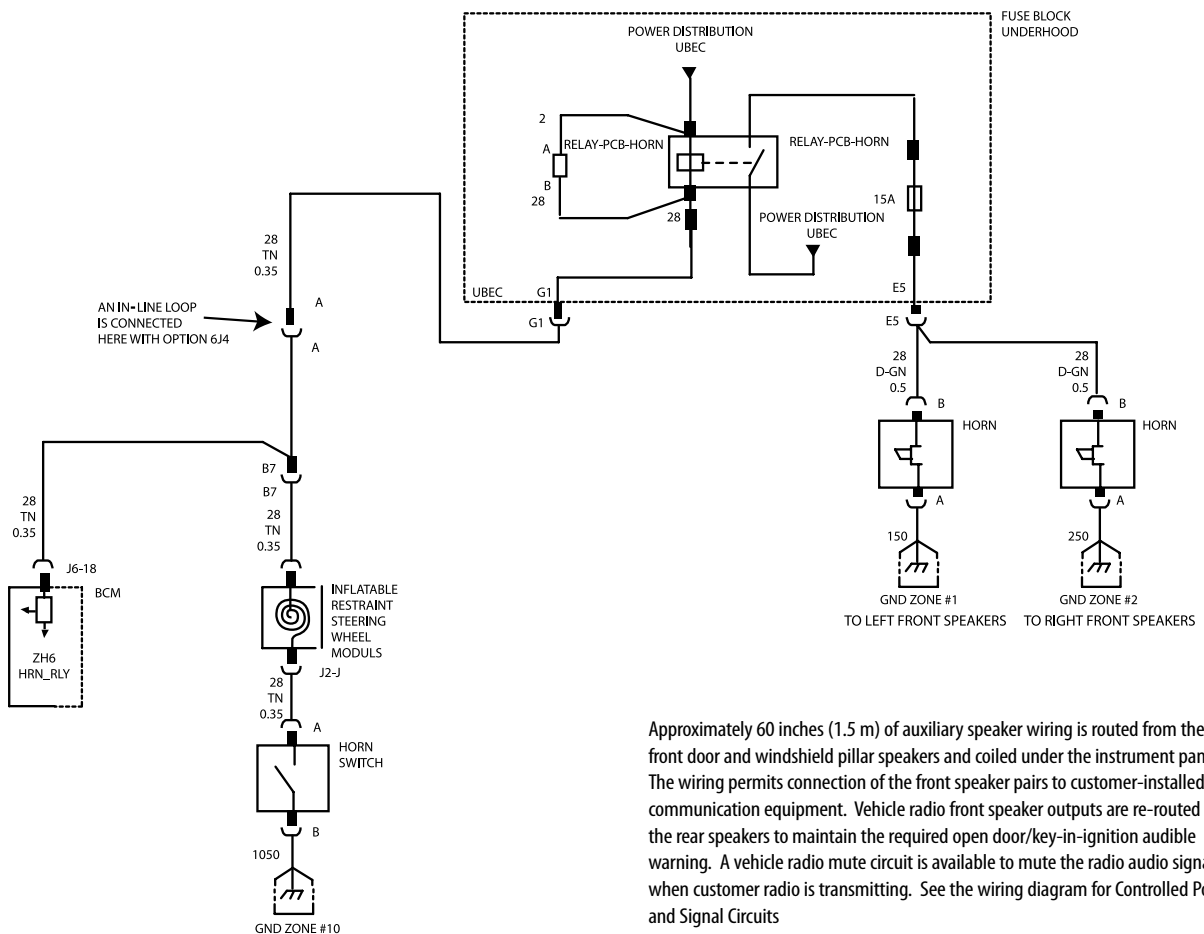 FUSE BLOCK
UNDERHOOD
POWER DISTRIBUTION
UBEC
2
A
RELAY-PCB-HORN
B
28
RELAY-PCB-HORN
15A
28
POWER DISTRIBUTION
UBEC
UBEC
G1
E5
G1
E5
28
TN
0.35
A
AN IN-LINE LOOP
IS CONNECTED
HERE WITH OPTION 6J4
A
28
D-GN
0.5
28
D-GN
0.5
B
B
HORN
HORN
A
A
150
250
GND ZONE #1
GND ZONE #2
TO LEFT FRONT SPEAKERS
TO RIGHT FRONT SPEAKERS
B7
B7
28
TN
0.35
28
TN
0.35
J6-18
BCM
ZH6
HRN_RLY
INFLATABLE
RESTRAINT
STEERING
WHEEL
MODULS
J2-J
28
TN
0.35
A
HORN
SWITCH
B
1050
GND ZONE #10
Approximately 60 inches (1.5 m) of auxiliary speaker wiring is routed from the
front door and windshield pillar speakers and coiled under the instrument
The wiring permits connection of the front speaker pairs to customer-installed
communication equipment. Vehicle radio front speaker outputs are re-routed
the rear speakers to maintain the required open door/key-in-ignition audible
warning. A vehicle radio mute circuit is available to mute the radio audio
when customer radio is transmitting. See the wiring diagram for Controlled
and Signal Circuits